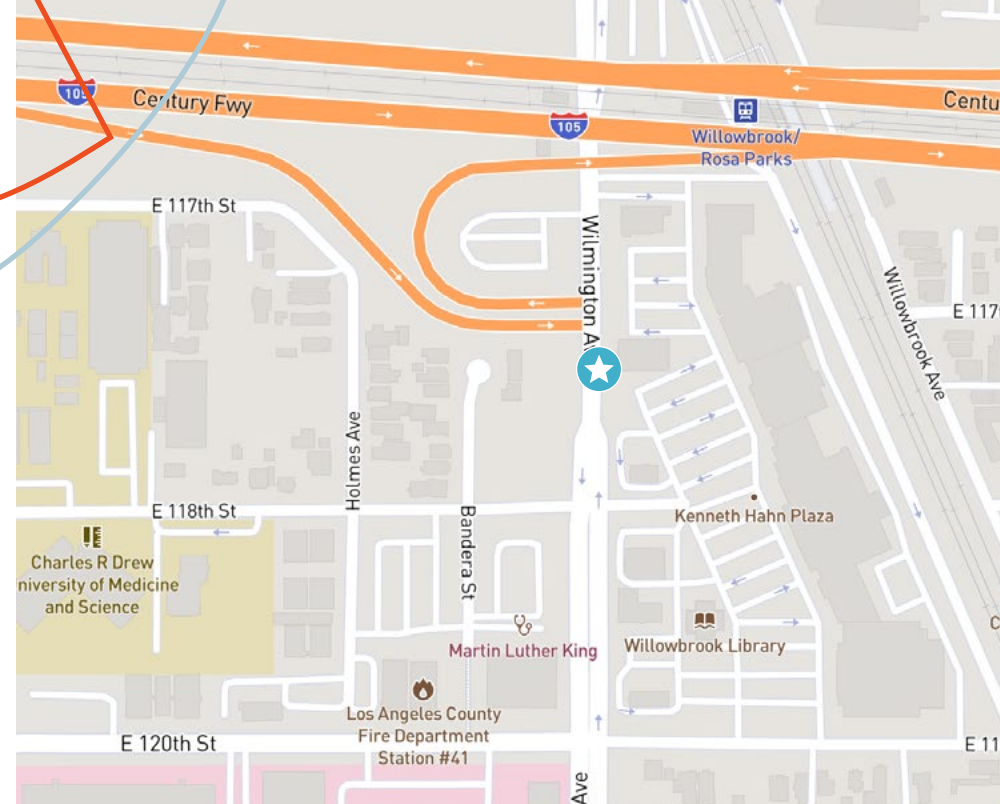 105
Century Fwy
105
Centu
Willowbrook/
Rosa Parks
E 117th St
Wilmington A
Willowbrook Ave
E 117
Holmes Ave
E 118th St
Bandera St
Kenneth Hahn Plaza
Charles R Drew
niversity of Medicine
and Science
Martin Luther King
Willowbrook Library
Los Angeles County
Fire Department
Station #41
C
E 120th St
E 11
Ave